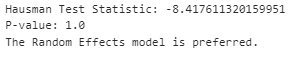 Hausman Test Statistic: -8.417611320159951
P-value: 1.0
The Random Effects model is preferred.